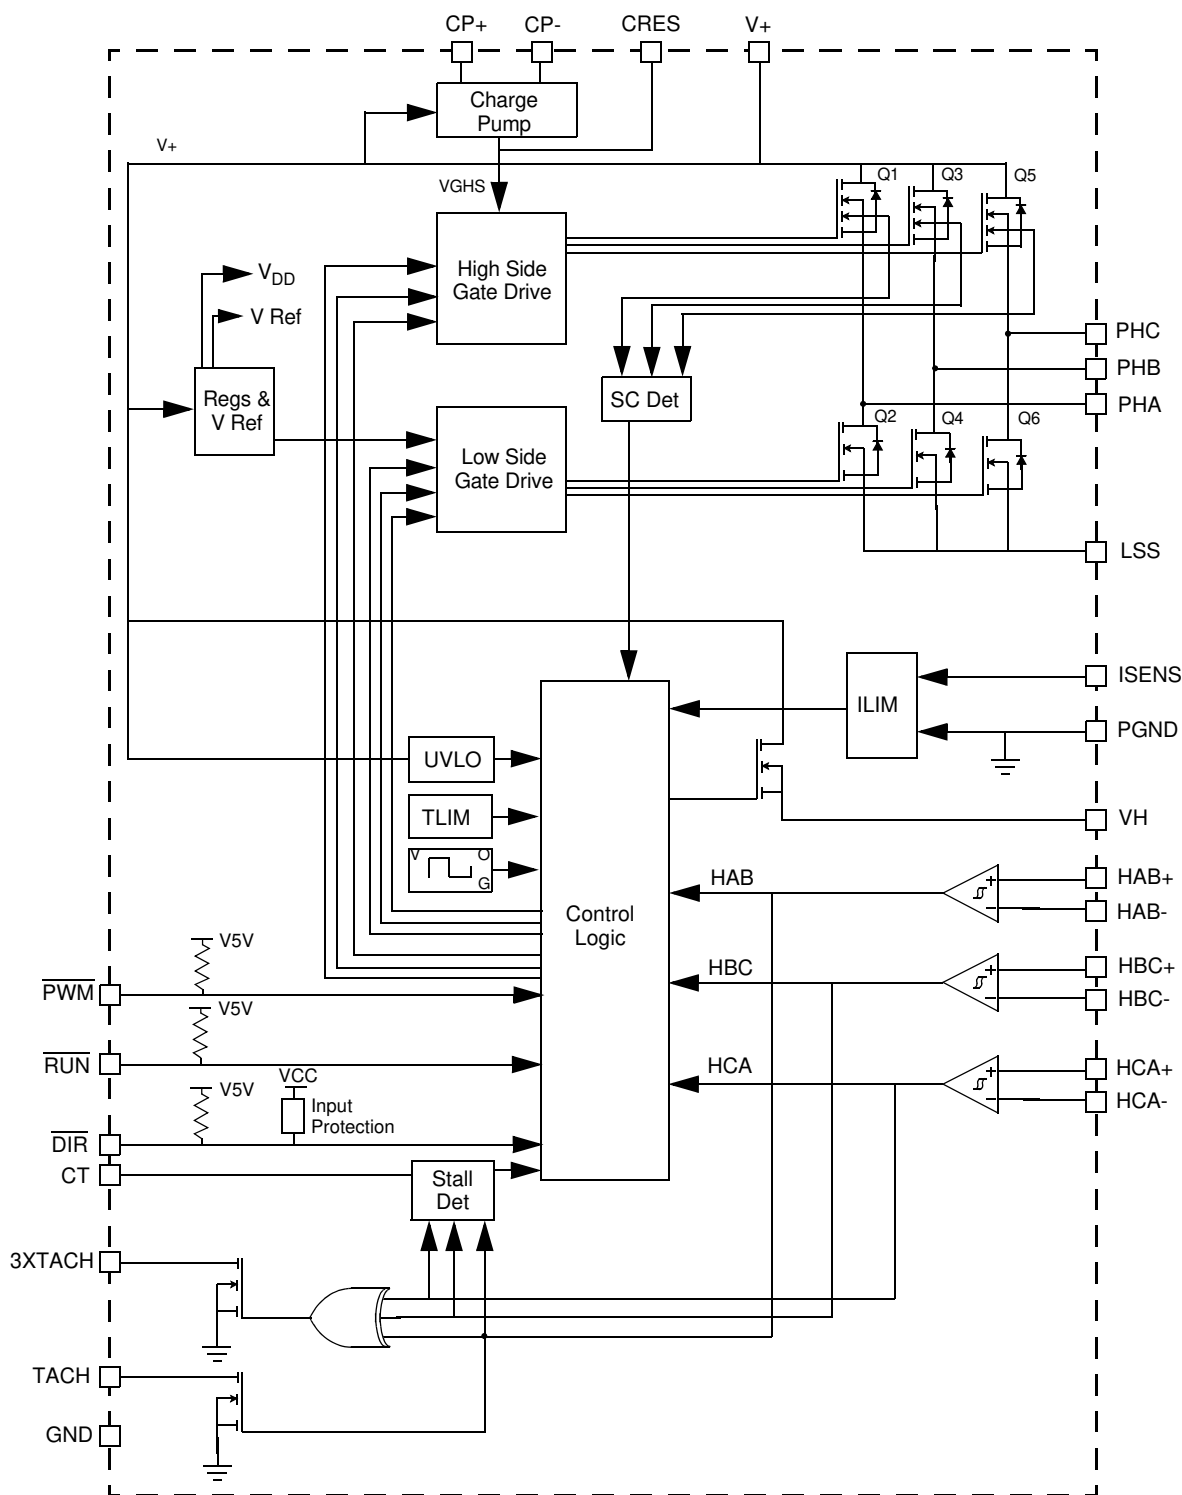 CP+ CP- CRES V+
Charge
Pump
V+
VGHS
Q1 Q3 Q5
High Side
Gate Drive
VDD
V Ref
PHC
PHB
PHA
Regs &
V Ref
SC Det
Q2 Q4 Q6
Low Side
Gate Drive
LSS
ISENS
ILIM
PGND
UVLO
TLIM
VH
V O
G
HAB
HAB+
HAB-
Control
Logic
V5V
HBC
HBC+
HBC-
PWM
V5V
RUN
HCA
HCA+
HCA-
VCC
V5V
Input
Protection
DIR
CT
Stall
Det
3XTACH
TACH
GND